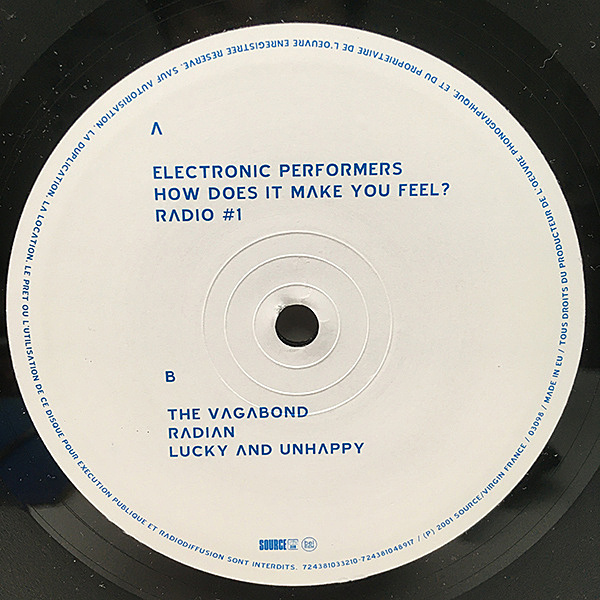 A
ELECTRONIC PERFORMERS
HOW DOES IT MAKE YOU FEEL?
RADIO #1
B
THE VAGABOND
RADIAN
LUCKY AND UNHAPPY
SOURCE
TOUS DROITS DU PRODUCTEUR DE L'OEUVRE PHONOGRAPHIQUE, ET DU PROPRIETAIRE DE L'OEUVRE ENREGISTREE RESERVE. SAUF AUTORISATION, LA DUPLICATION, LA LOCATION, LE PRET OU L'UTILISATION DE CE DISQUE POUR EXECUTION PUBLIQUE ET RADIODIFFUSION SONT INTERDITS. 724381033210-724381048917 / (P) 2001 SOURCE/VIRGIN FRANCE / 03098 / MADE IN EU /